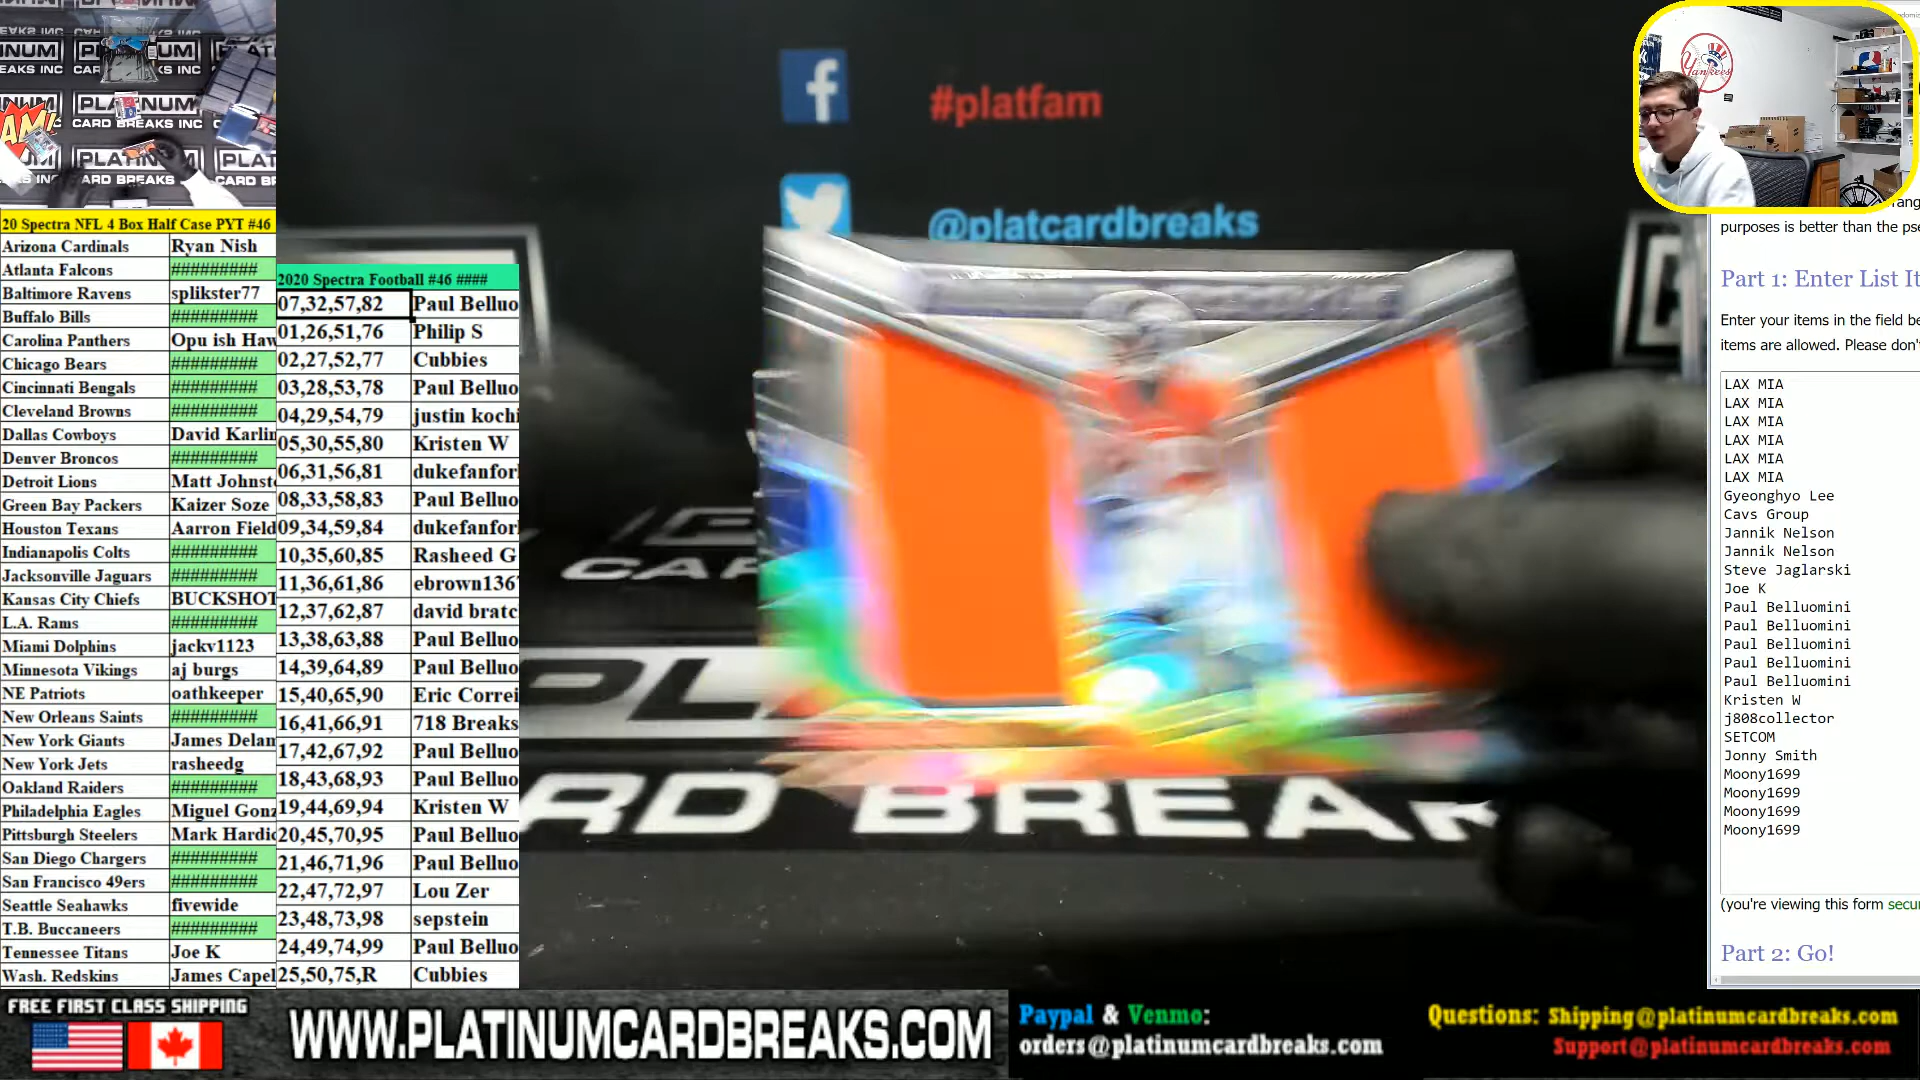 20 Spectra NFL 4 Box Half Case PYT #46
Arizona Cardinals Ryan Nish
Atlanta Falcons #########
Baltimore Ravens splikster77
Buffalo Bills #########
Carolina Panthers Opu ish Haw
Chicago Bears #########
Cincinnati Bengals #########
Cleveland Browns #########
Dallas Cowboys David Karlin
Denver Broncos #########
Detroit Lions Matt Johnst
Green Bay Packers Kaizer Soze
Houston Texans Aarron Field
Indianapolis Colts #########
Jacksonville Jaguars #########
Kansas City Chiefs BUCKSHOT
L.A. Rams #########
Miami Dolphins jackv1123
Minnesota Vikings aj burgs
NE Patriots oathkeeper
New Orleans Saints #########
New York Giants James Delam
New York Jets rasheedg
Oakland Raiders #########
Philadelphia Eagles Miguel Gonz
Pittsburgh Steelers Mark Hardic
San Diego Chargers #########
San Francisco 49ers #########
Seattle Seahawks fivewide
T.B. Buccaneers #########
Tennessee Titans Joe K
Wash. Redskins James Capel
2020 Spectra Football #46 ####
07,32,57,82 Paul Belluo
01,26,51,76 Philip S
02,27,52,77 Cubbies
03,28,53,78 Paul Belluo
04,29,54,79 justin kochi
05,30,55,80 Kristen W
06,31,56,81 dukefanfor
08,33,58,83 Paul Belluo
09,34,59,84 dukefanfor
10,35,60,85 Rasheed G
11,36,61,86 ebrown136
12,37,62,87 david bratc
13,38,63,88 Paul Belluo
14,39,64,89 Paul Belluo
15,40,65,90 Eric Correi
16,41,66,91 718 Breaks
17,42,67,92 Paul Belluo
18,43,68,93 Paul Belluo
19,44,69,94 Kristen W
20,45,70,95 Paul Belluo
21,46,71,96 Paul Belluo
22,47,72,97 Lou Zer
23,48,73,98 sepstein
24,49,74,99 Paul Belluo
25,50,75,R Cubbies
PLATINUM
CARD BREAKS INC
#platfam
@platcardbreaks
CARD BREA
Yankees
purposes is better than the pse
Part 1: Enter List It
Enter your items in the field be
items are allowed. Please don'
LAX MIA
LAX MIA
LAX MIA
LAX MIA
LAX MIA
LAX MIA
Gyeonghyo Lee
Cavs Group
Jannik Nelson
Jannik Nelson
Steve Jaglarski
Joe K
Paul Belluomini
Paul Belluomini
Paul Belluomini
Paul Belluomini
Paul Belluomini
Kristen W
j808collector
SETCOM
Jonny Smith
Moony1699
Moony1699
Moony1699
Moony1699
(you're viewing this form secur
Part 2: Go!
FREE FIRST CLASS SHIPPING
WWW.PLATINUMCARDBREAKS.COM
Paypal & Venmo:
orders@platinumcardbreaks.com
Questions: Shipping@platinumcardbreaks.com
Support@platinumcardbreaks.com